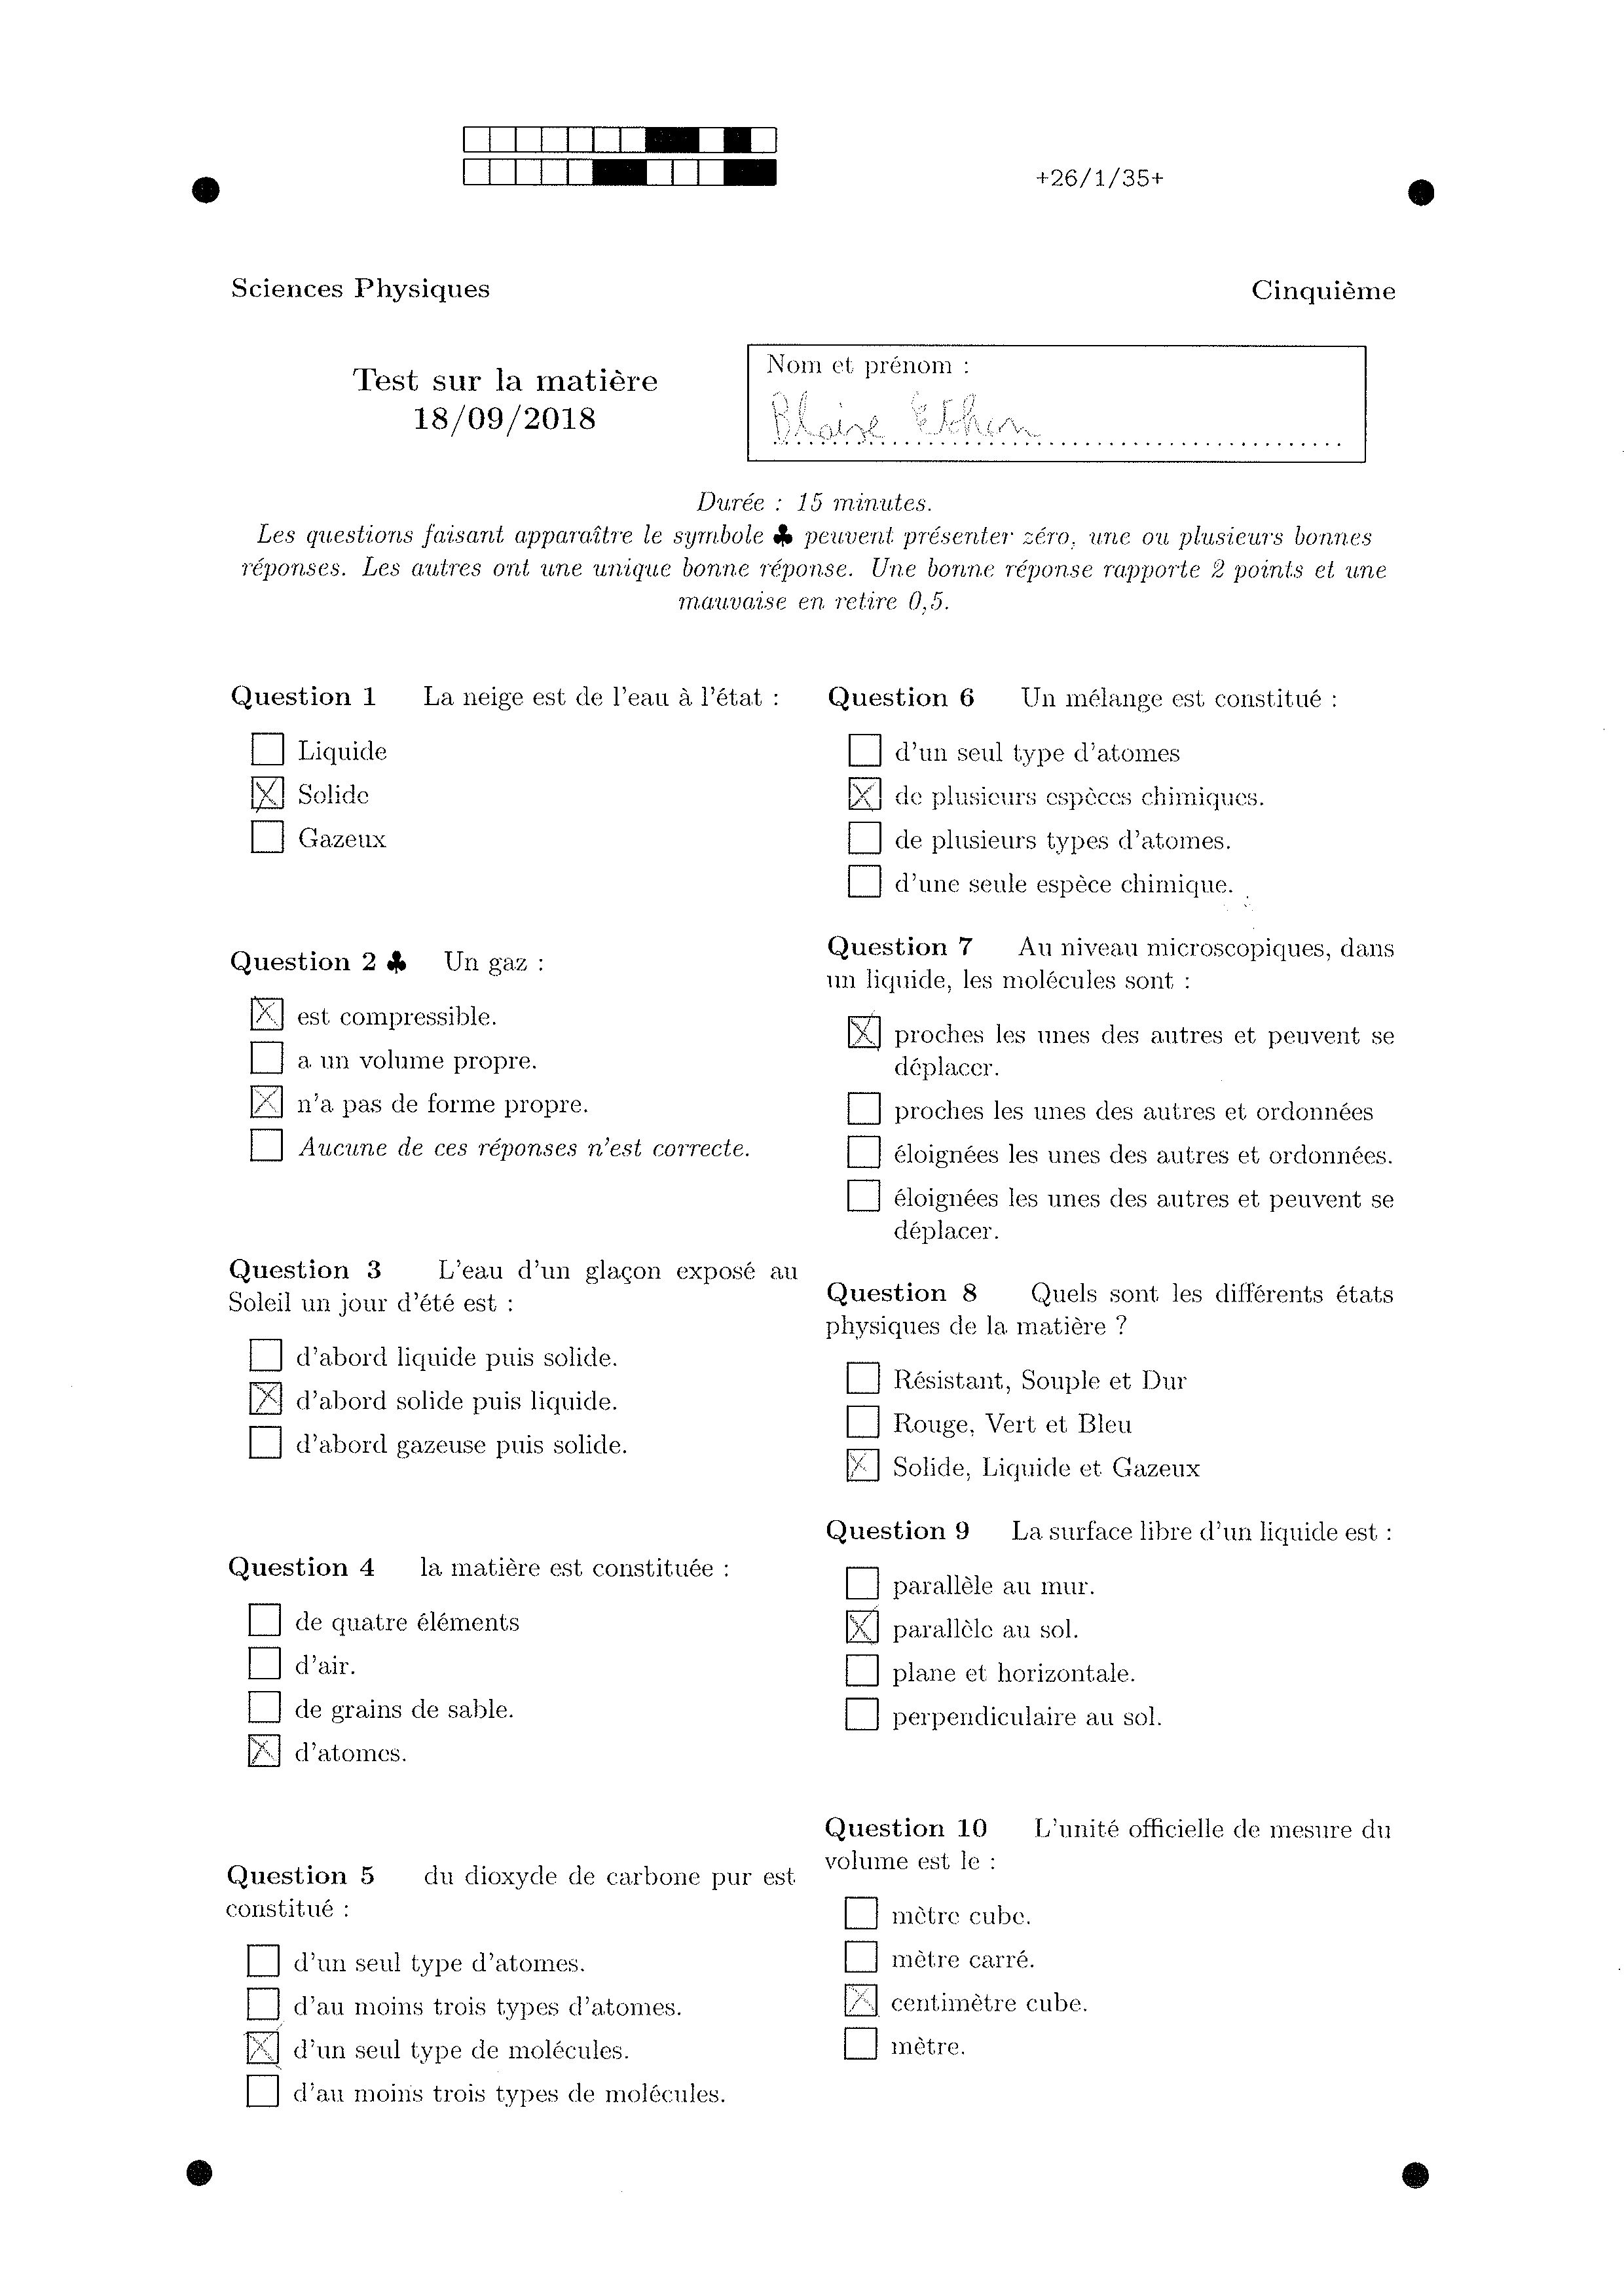 +26/1/35+
Sciences Physiques
Cinquième
Test sur la matière
18/09/2018
Nom et prénom :
Blaise Ethan
Durée : 15 minutes.
Les questions faisant apparaître le symbole ♣ peuvent présenter zéro, une ou plusieurs bonnes
réponses. Les autres ont une unique bonne réponse. Une bonne réponse rapporte 2 points et une
mauvaise en retire 0,5.
Question 1 La neige est de l'eau à l'état :
Liquide
Solide
Gazeux
Question 2 ♣ Un gaz :
est compressible.
a un volume propre.
n'a pas de forme propre.
Aucune de ces réponses n'est correcte.
Question 3 L'eau d'un glaçon exposé au
Soleil un jour d'été est :
d'abord liquide puis solide.
d'abord solide puis liquide.
d'abord gazeuse puis solide.
Question 4 la matière est constituée :
de quatre éléments
d'air.
de grains de sable.
d'atomes.
Question 5 du dioxyde de carbone pur est
constitué :
d'un seul type d'atomes.
d'au moins trois types d'atomes.
d'un seul type de molécules.
d'au moins trois types de molécules.
Question 6 Un mélange est constitué :
d'un seul type d'atomes
de plusieurs espèces chimiques.
de plusieurs types d'atomes.
d'une seule espèce chimique.
Question 7 Au niveau microscopiques, dans
un liquide, les molécules sont :
proches les unes des autres et peuvent se
déplacer.
proches les unes des autres et ordonnées
éloignées les unes des autres et ordonnées.
éloignées les unes des autres et peuvent se
déplacer.
Question 8 Quels sont les différents états
physiques de la matière ?
Résistant, Souple et Dur
Rouge, Vert et Bleu
Solide, Liquide et Gazeux
Question 9 La surface libre d'un liquide est :
parallèle au mur.
parallèle au sol.
plane et horizontale.
perpendiculaire au sol.
Question 10 L'unité officielle de mesure du
volume est le :
mètre cube.
mètre carré.
centimètre cube.
mètre.